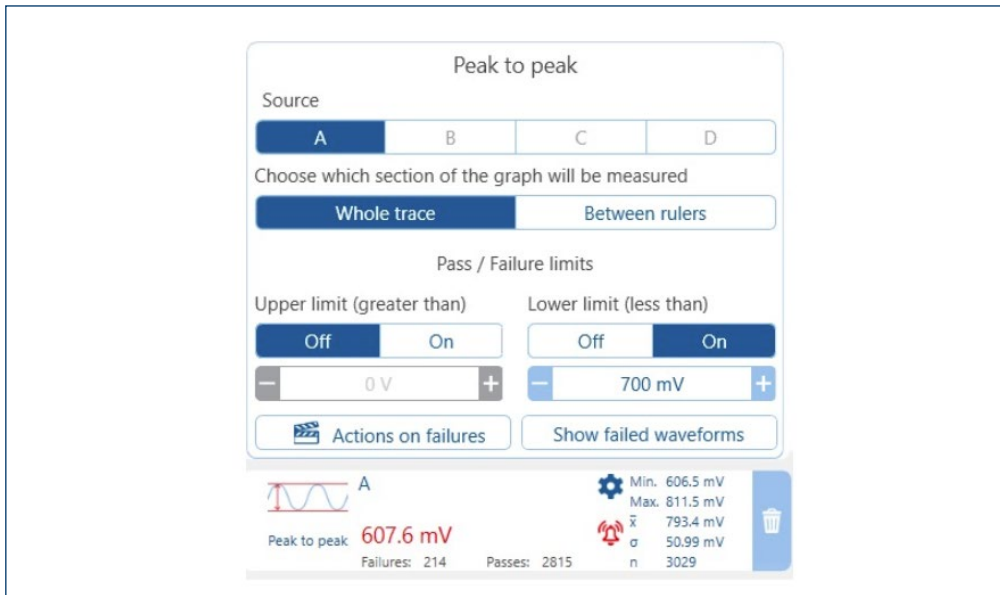 Peak to peak
Source
A B C D
Choose which section of the graph will be measured
Whole trace Between rulers
Pass / Failure limits
Upper limit (greater than) Lower limit (less than)
Off On Off On
− 0 V + − 700 mV +
Actions on failures Show failed waveforms
A Min. 606.5 mV
Max. 811.5 mV
Peak to peak 607.6 mV x̄ 793.4 mV
σ 50.99 mV
Failures: 214 Passes: 2815 n 3029